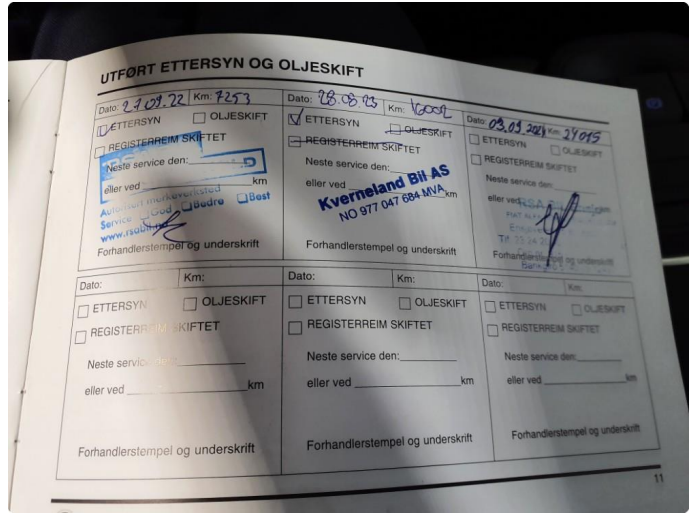 UTFØRT ETTERSYN OG OLJESKIFT
Dato: 27.09.22 Km: 7253
ETTERSYN OLJESKIFT
REGISTERREIM SKIFTET
Neste service den:
eller ved km
Autorisert merkeverksted
Service God Bedre Best
Forhandlerstempel og underskrift
Dato: 28.08.23 Km: 16002
ETTERSYN OLJESKIFT
REGISTERREIM SKIFTET
Neste service den:
eller ved km
Kverneland Bil AS
NO 977 047 684 MVA
Forhandlerstempel og underskrift
Dato: 03.09.2024 Km: 24015
ETTERSYN OLJESKIFT
REGISTERREIM SKIFTET
Neste service den:
eller ved
Forhandlerstempel og underskrift
Dato: Km:
ETTERSYN OLJESKIFT
REGISTERREIM SKIFTET
Neste service den:
eller ved km
Forhandlerstempel og underskrift
Dato: Km:
ETTERSYN OLJESKIFT
REGISTERREIM SKIFTET
Neste service den:
eller ved km
Forhandlerstempel og underskrift
Dato: Km:
ETTERSYN OLJESKIFT
REGISTERREIM SKIFTET
Neste service den:
eller ved km
Forhandlerstempel og underskrift
11